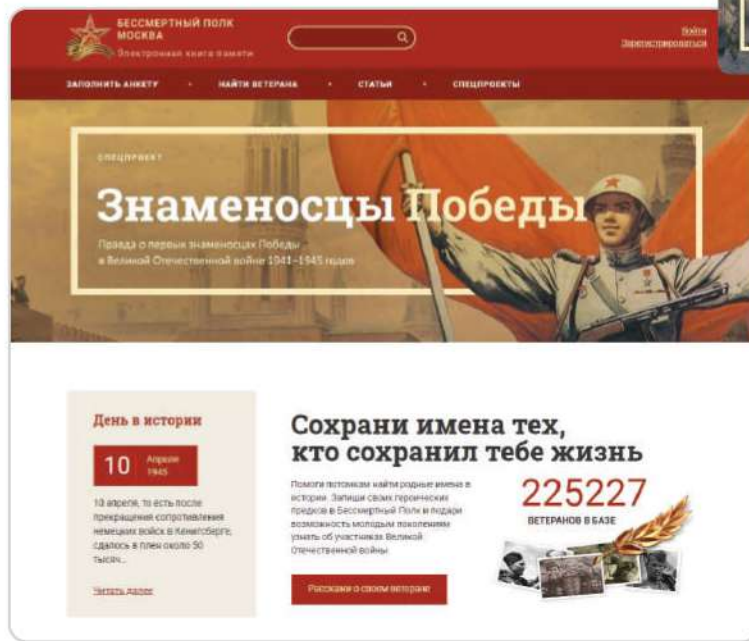 БЕССМЕРТНЫЙ ПОЛК
МОСКВА
Электронная книга памяти
Войти
Зарегистрироваться
ЗАПОЛНИТЬ АНКЕТУ
НАЙТИ ВЕТЕРАНА
СТАТЬИ
СПЕЦПРОЕКТЫ
СПЕЦПРОЕКТ
Знаменосцы Победы
Правда о первых знаменосцах Победы
в Великой Отечественной войне 1941–1945 годов
День в истории
10
Апреля
1945
10 апреля, то есть после
прекращения сопротивления
немецких войск в Кенигсберге,
сдалось в плен около 50
тысяч...
Читать далее
Сохрани имена тех,
кто сохранил тебе жизнь
Помоги потомкам найти родные имена в
истории. Запиши своих героических
предков в Бессмертный Полк и подари
возможность молодым поколениям
узнать об участниках Великой
Отечественной войны
Расскажи о своем ветеране
225227
ВЕТЕРАНОВ В БАЗЕ